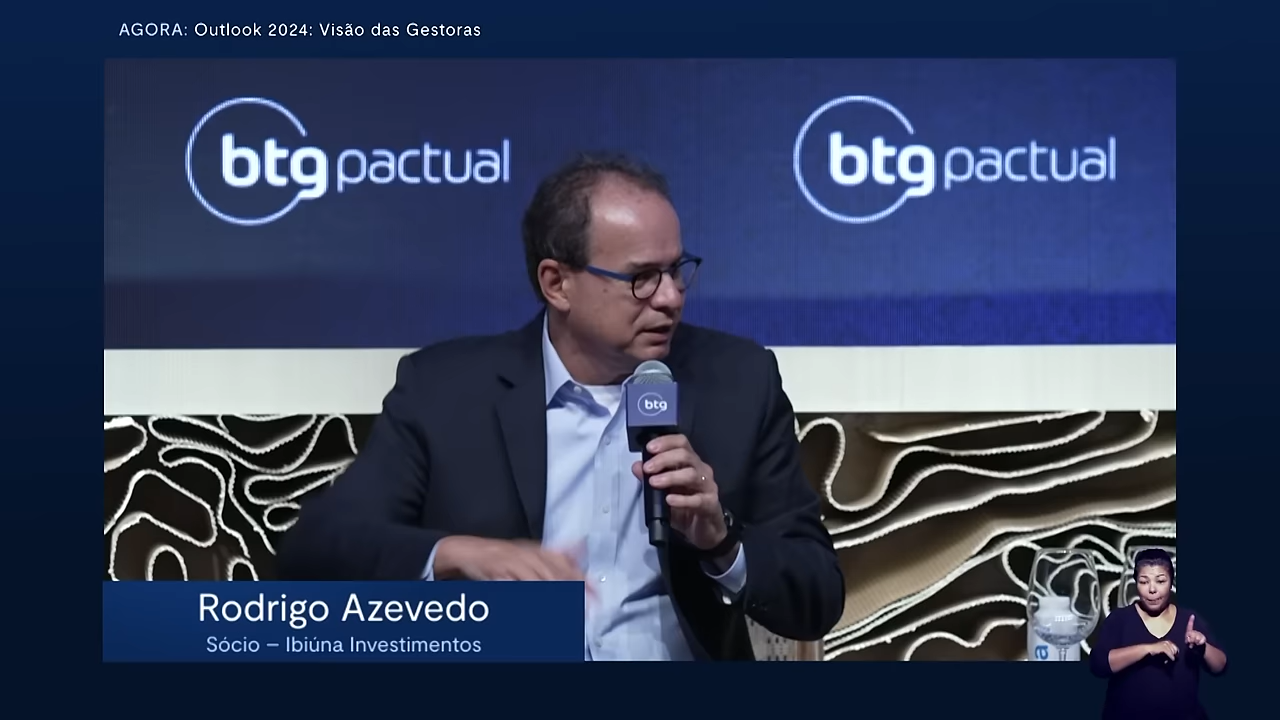 AGORA: Outlook 2024: Visão das Gestoras
btg pactual
btg pactual
btg
Rodrigo Azevedo
Sócio – Ibiúna Investimentos